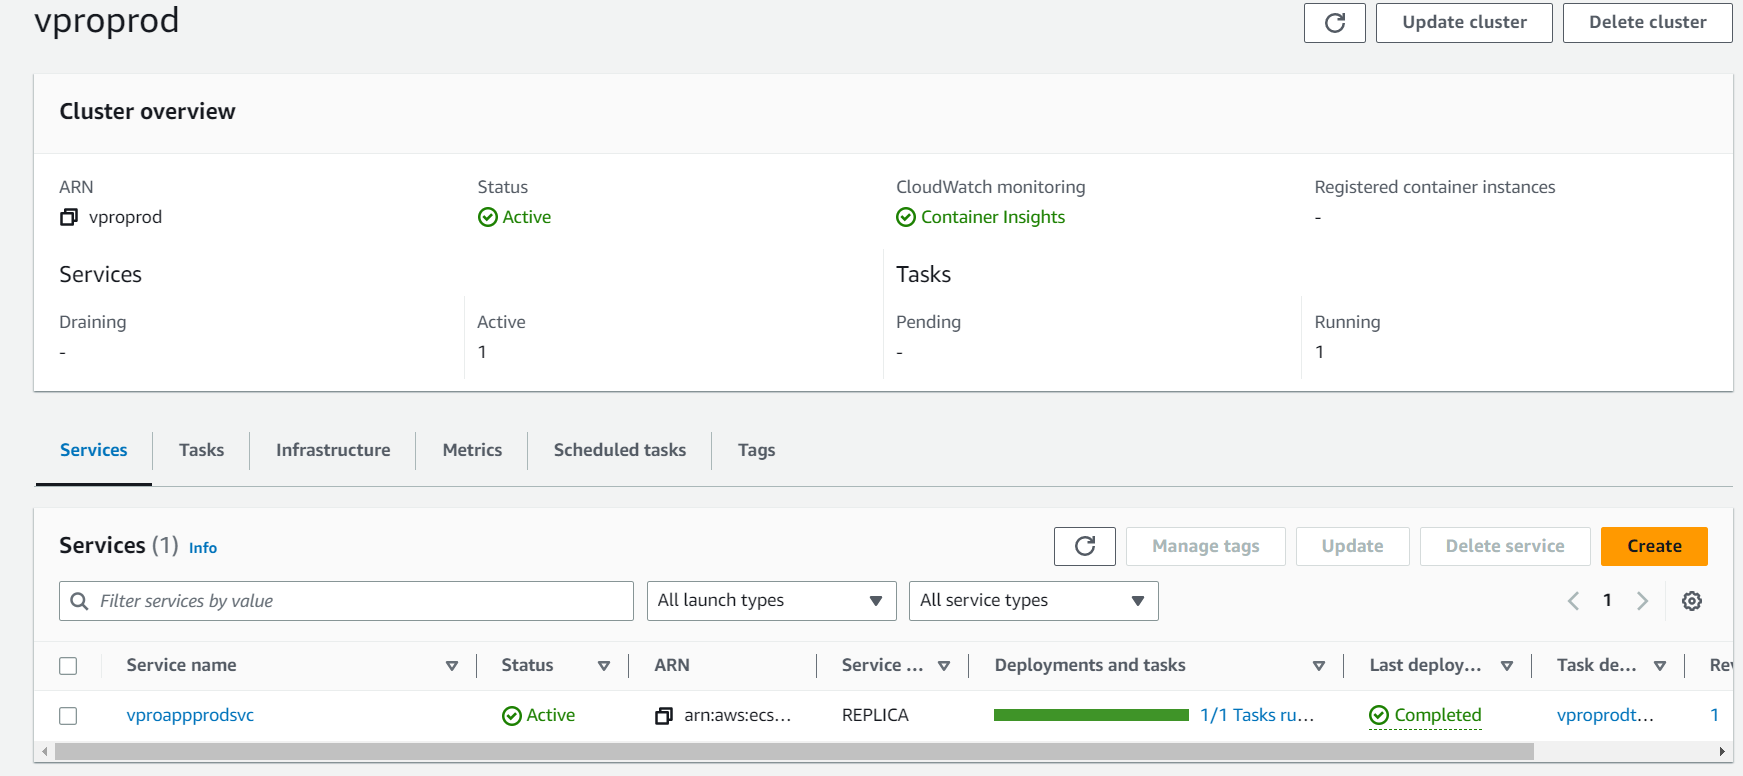 vproprod
Update cluster
Delete cluster
Cluster overview
ARN
Status
CloudWatch monitoring
Registered container instances
vproprod
Active
Container Insights
-
Services
Tasks
Draining
Active
Pending
Running
-
1
-
1
Services
Tasks
Infrastructure
Metrics
Scheduled tasks
Tags
Services (1) Info
Manage tags
Update
Delete service
Create
Filter services by value
All launch types
All service types
1
Service name
Status
ARN
Service ...
Deployments and tasks
Last deploy...
Task de...
Rev
vproappprodsvc
Active
arn:aws:ecs...
REPLICA
1/1 Tasks ru...
Completed
vproprodt...
1